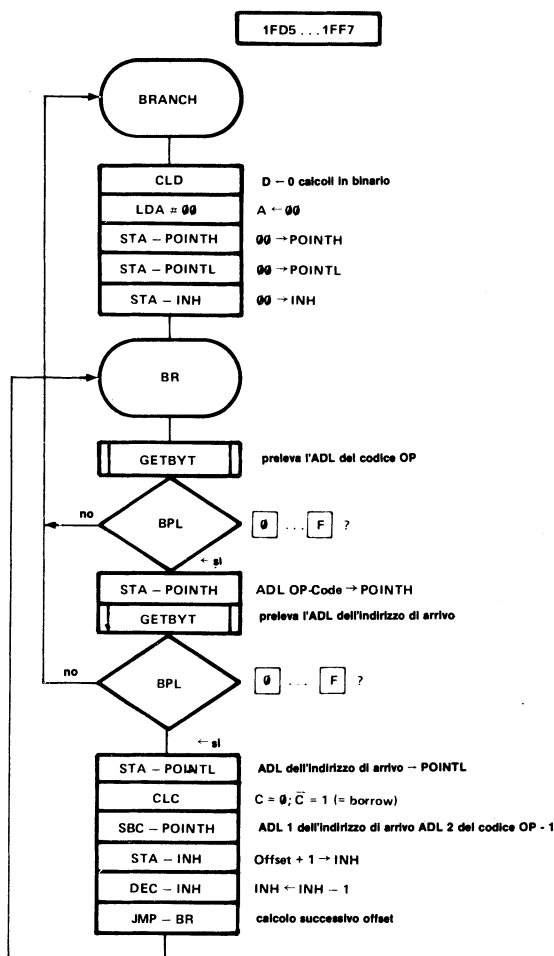 1FD5 . . . 1FF7
BRANCH
CLD D ← 0 calcoli in binario
LDA # 00 A ← 00
STA – POINTH 00 → POINTH
STA – POINTL 00 → POINTL
STA – INH 00 → INH
BR
GETBYT preleva l'ADL del codice OP
no BPL 0 . . . F ?
← si
STA – POINTH ADL OP-Code → POINTH
GETBYT preleva l'ADL dell'indirizzo di arrivo
no BPL 0 . . . F ?
← si
STA – POINTL ADL dell'indirizzo di arrivo → POINTL
CLC C = 0; C̅ = 1 (= borrow)
SBC – POINTH ADL 1 dell'indirizzo di arrivo ADL 2 del codice OP - 1
STA – INH Offset + 1 → INH
DEC – INH INH ← INH – 1
JMP – BR calcolo successivo offset